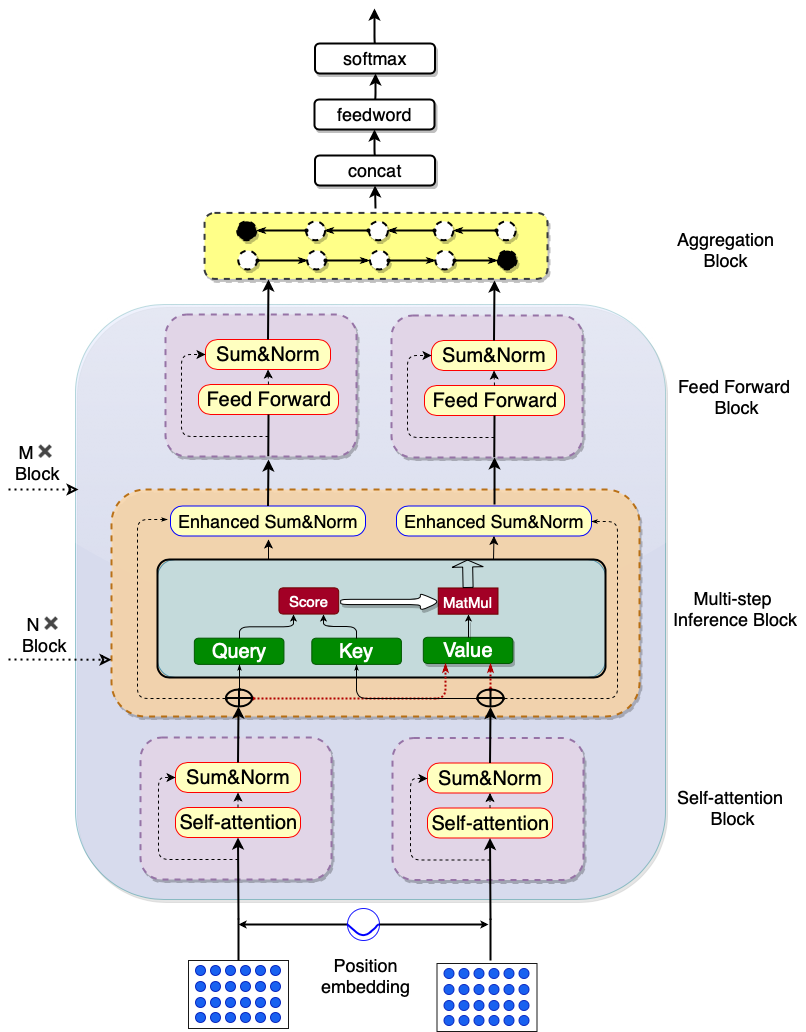 softmax
feedword
concat
Aggregation
Block
Sum&Norm
Sum&Norm
Feed Forward
Feed Forward
Feed Forward
Block
M ✖
Block
Enhanced Sum&Norm
Enhanced Sum&Norm
Score
MatMul
Multi-step
Inference Block
N ✖
Block
Query
Key
Value
Sum&Norm
Sum&Norm
Self-attention
Self-attention
Self-attention
Block
Position
embedding